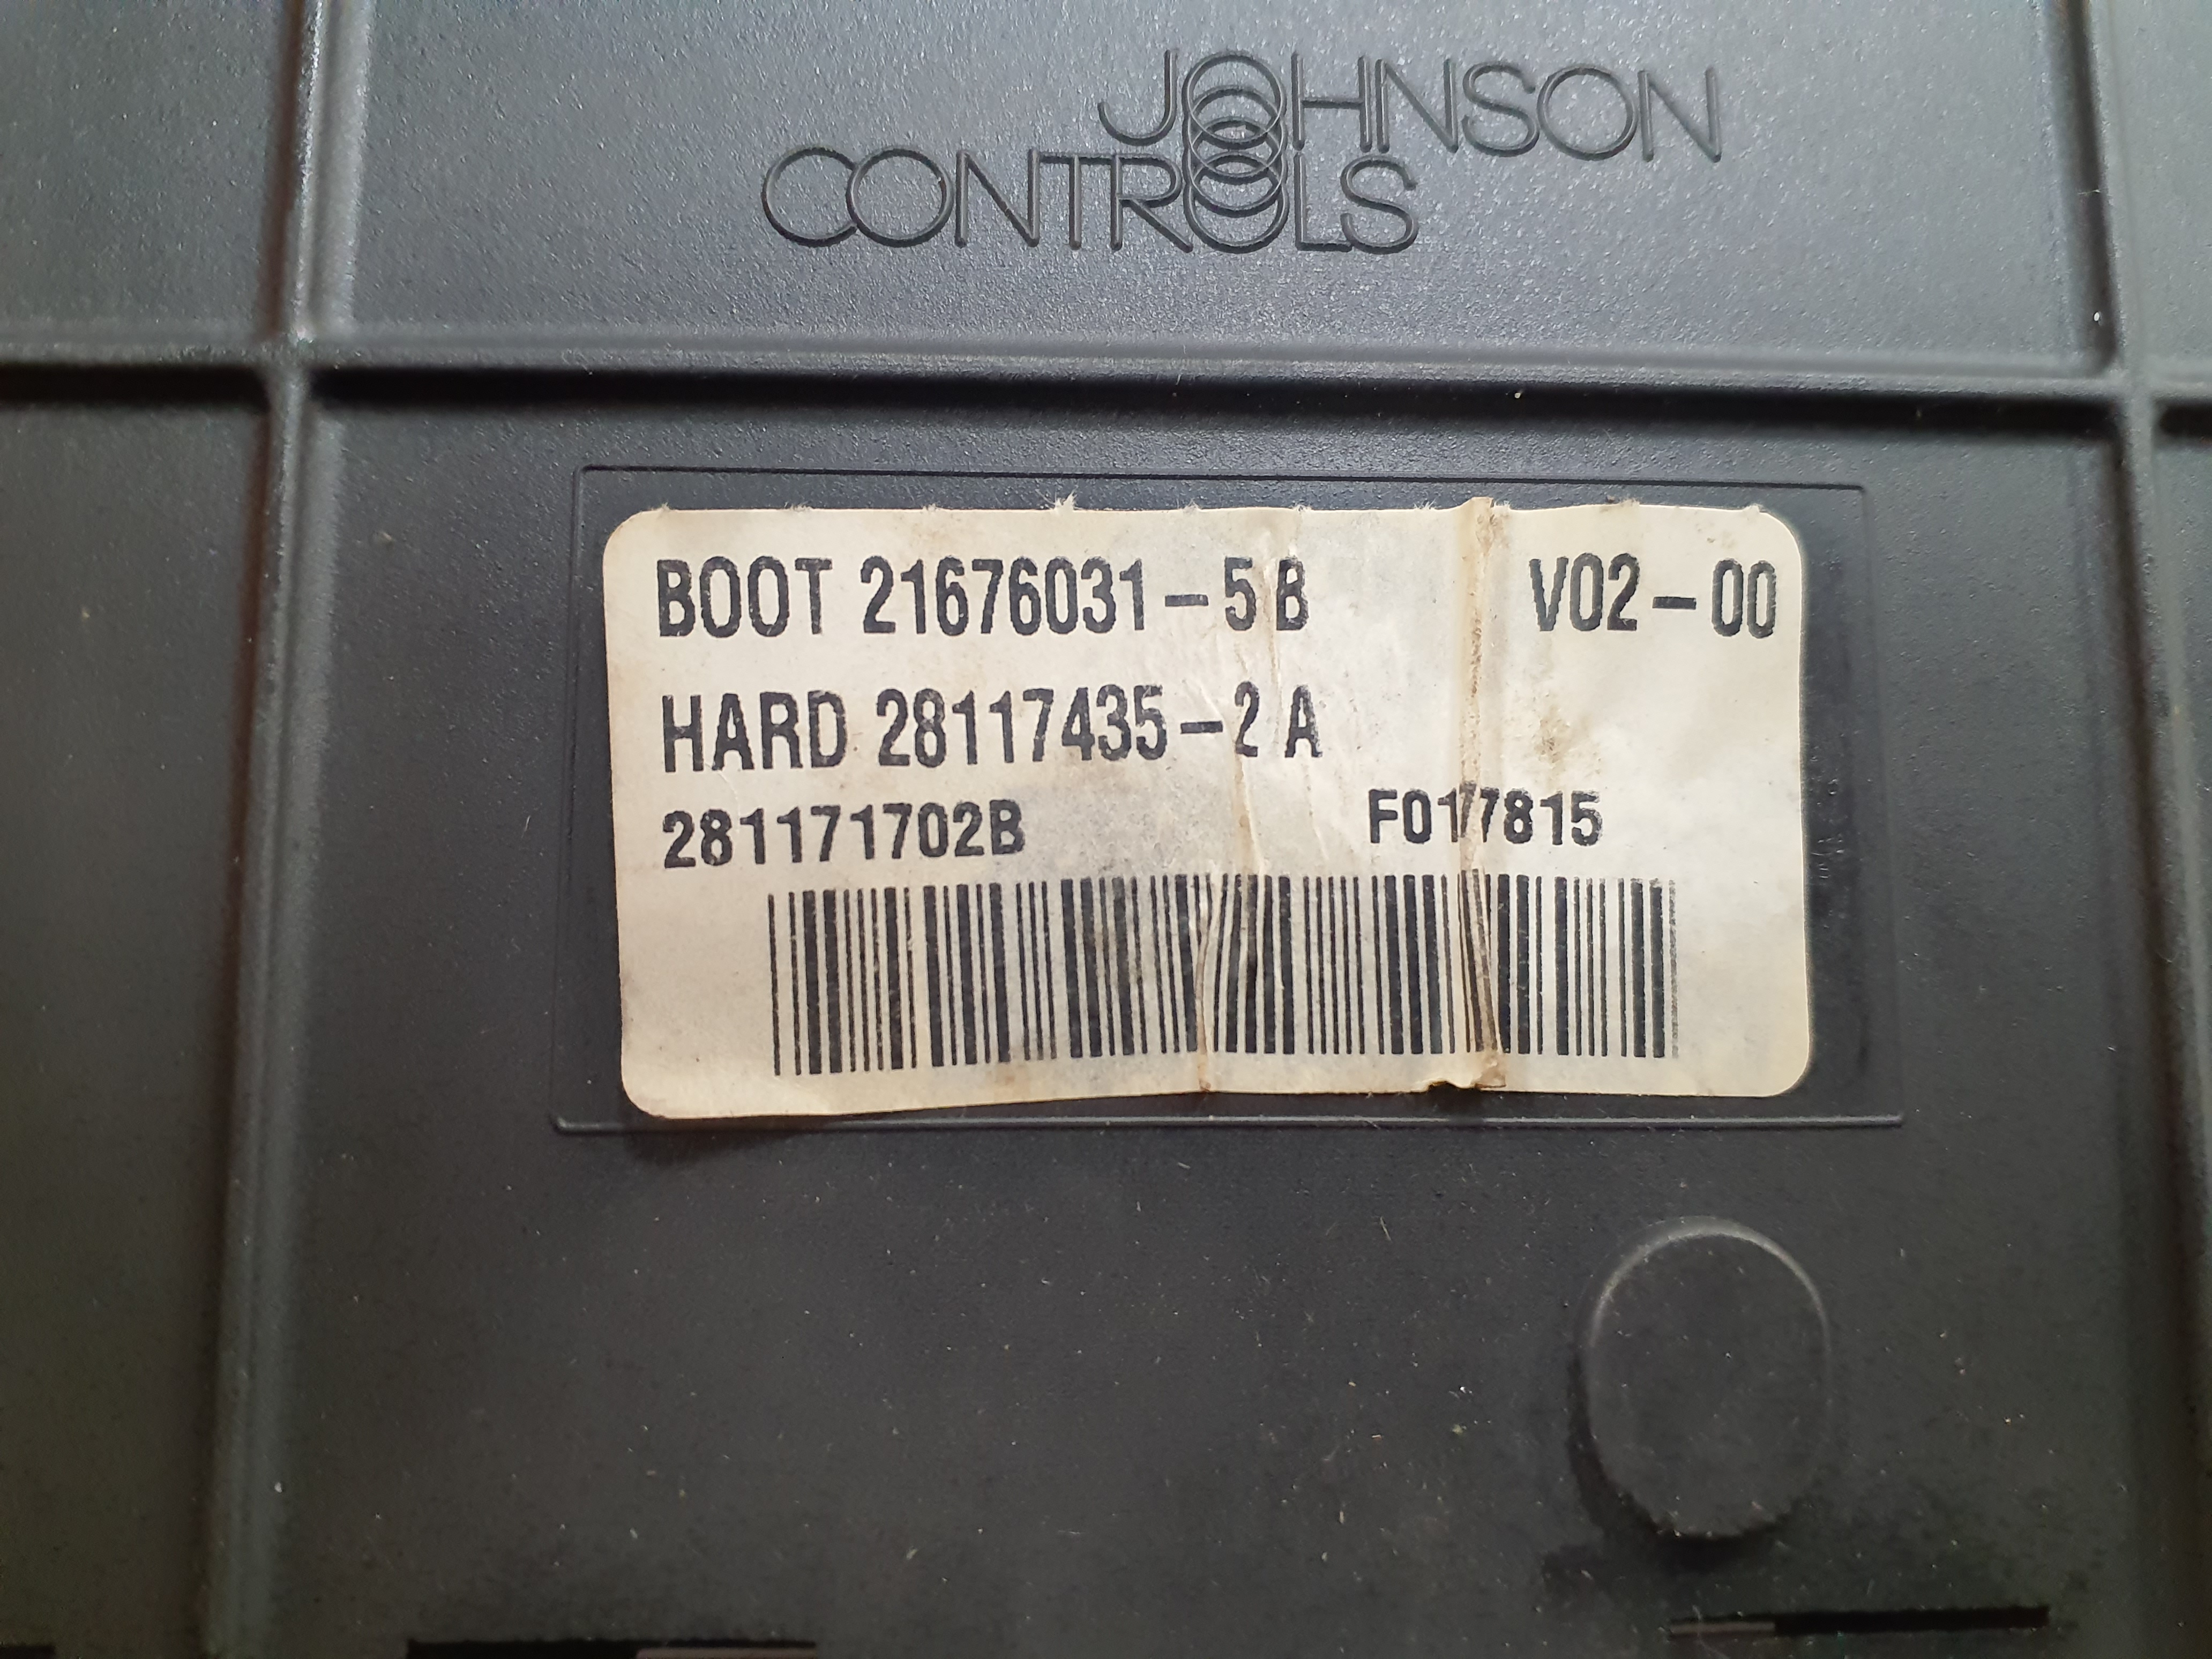 JOHNSON
CONTROLS
BOOT 21676031-5 B V02-00
HARD 28117435-2 A
281171702B F017815